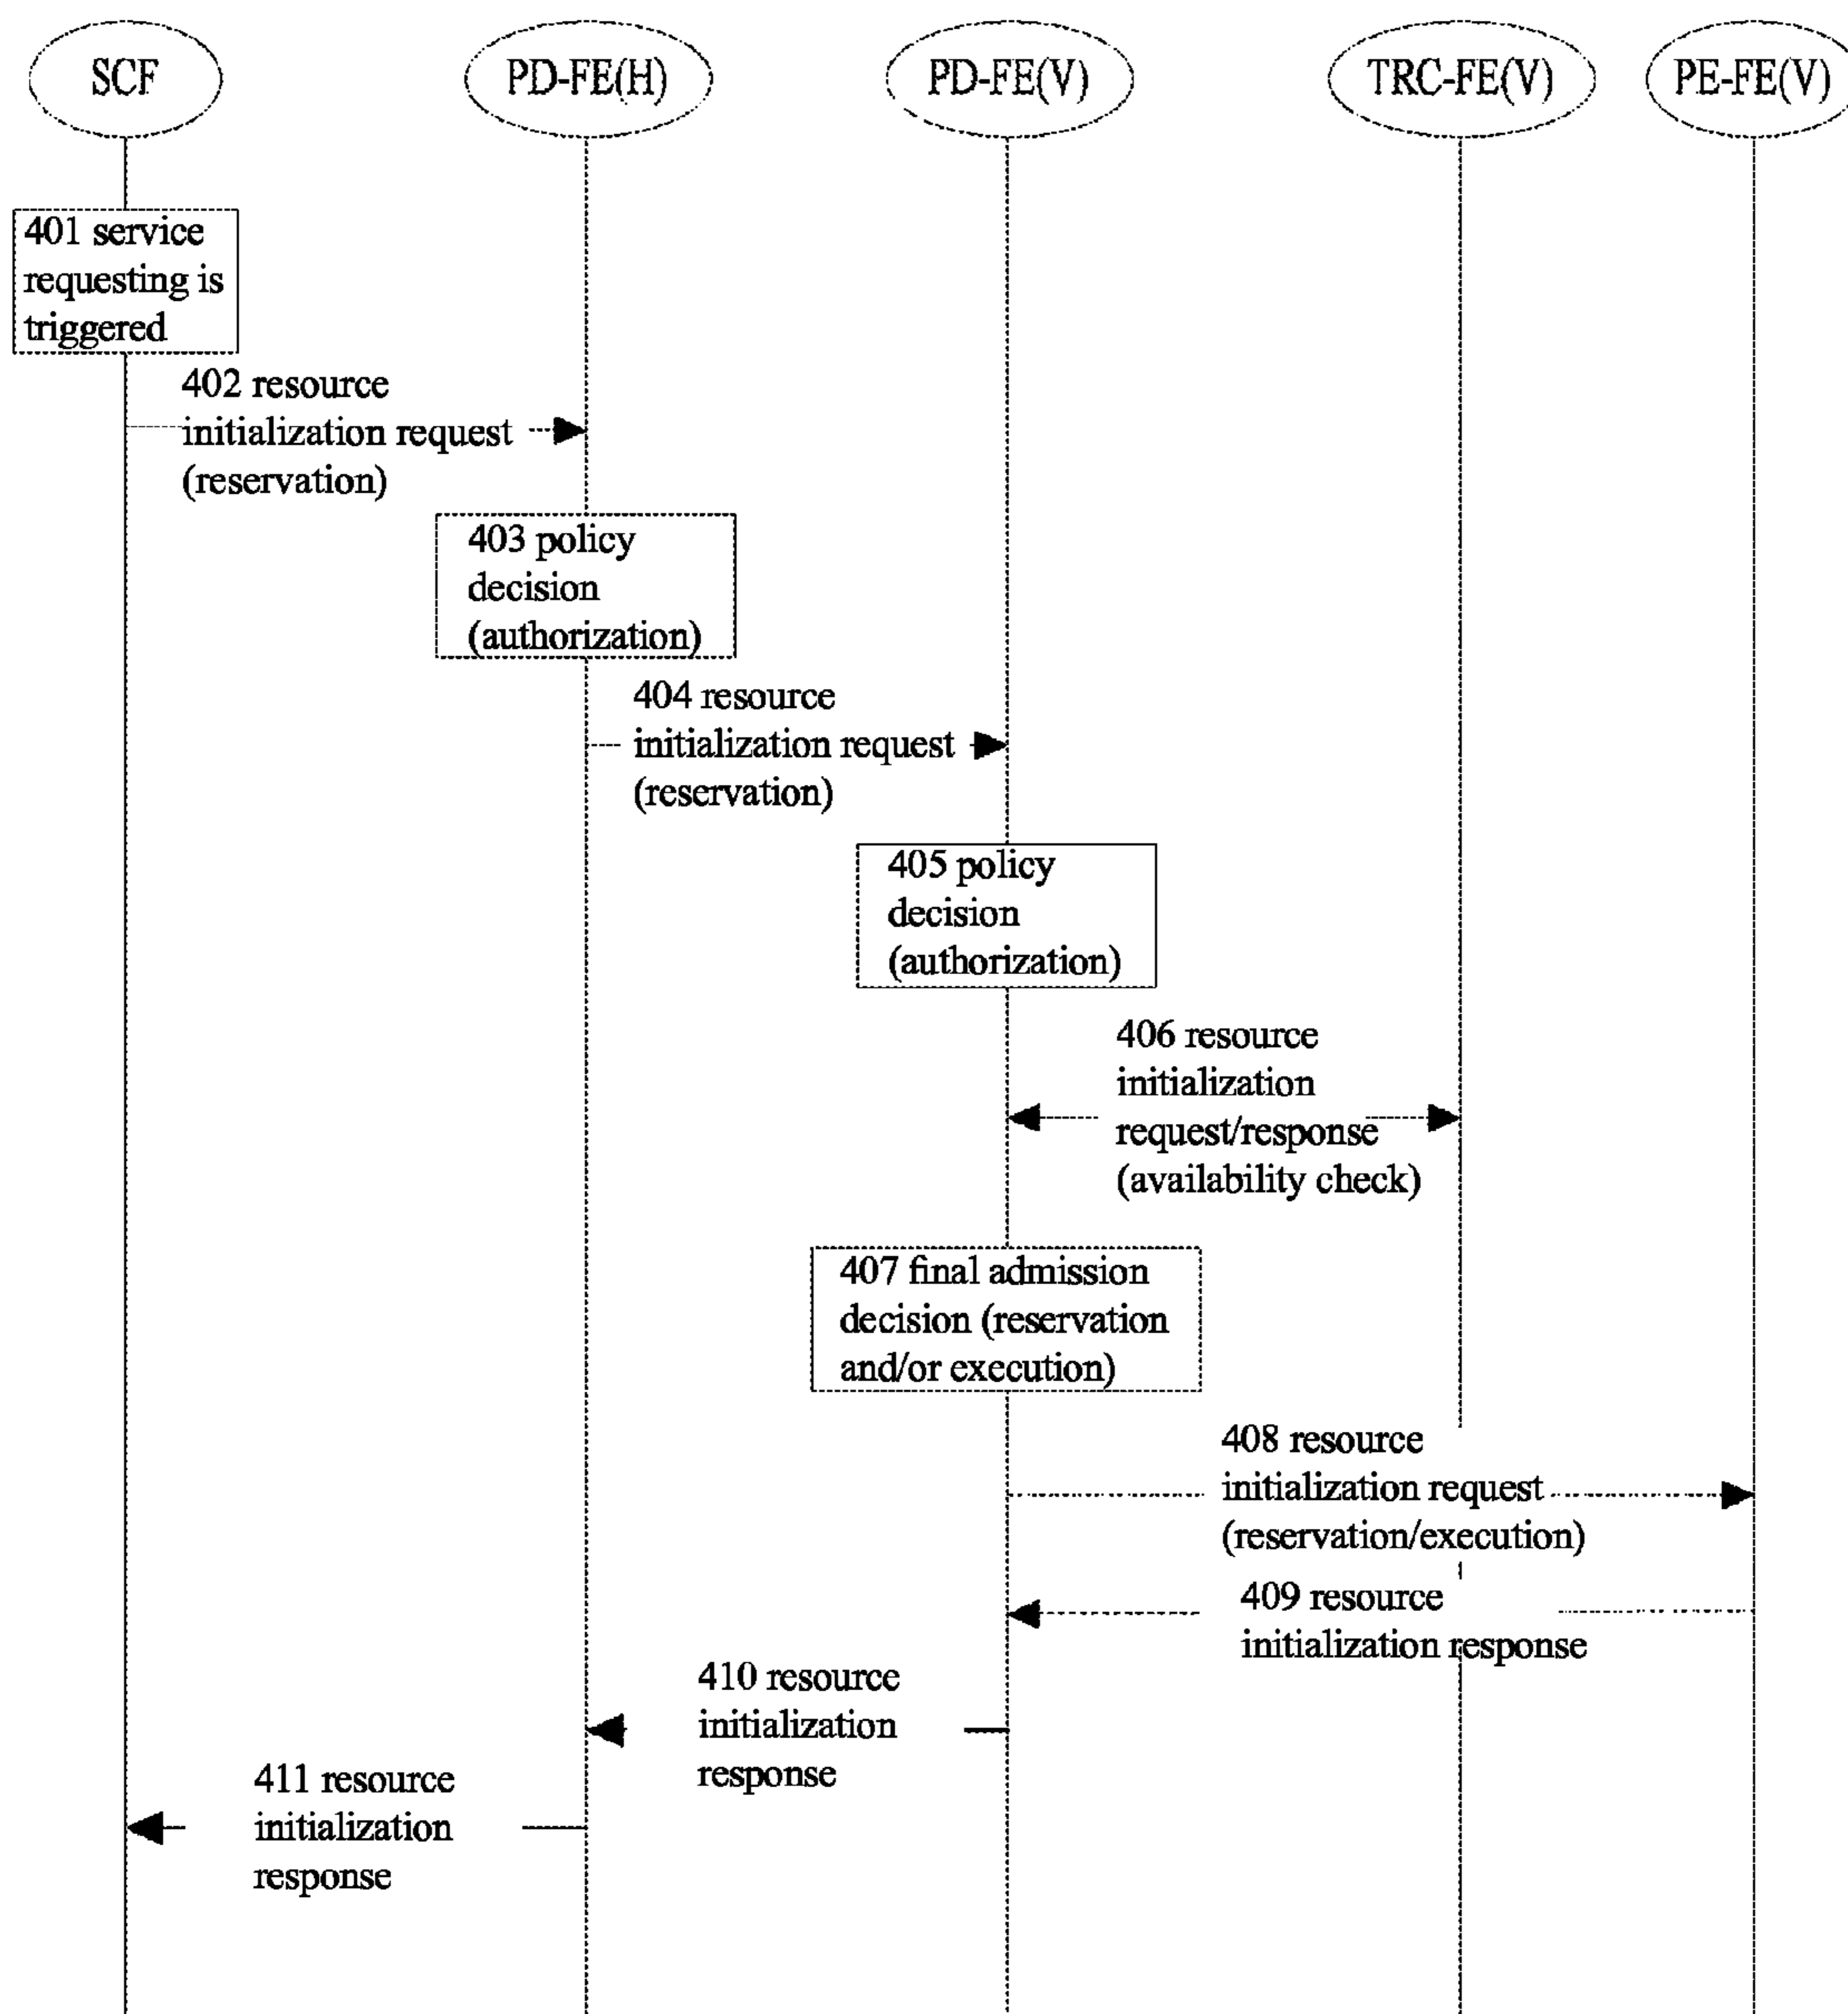 SCF
PD-FE(H)
PD-FE(V)
TRC-FE(V)
PE-FE(V)
401 service
requesting is
triggered
402 resource
initialization request
(reservation)
403 policy
decision
(authorization)
404 resource
initialization request
(reservation)
405 policy
decision
(authorization)
406 resource
initialization
request/response
(availability check)
407 final admission
decision (reservation
and/or execution)
408 resource
initialization request
(reservation/execution)
409 resource
initialization response
410 resource
initialization
response
411 resource
initialization
response